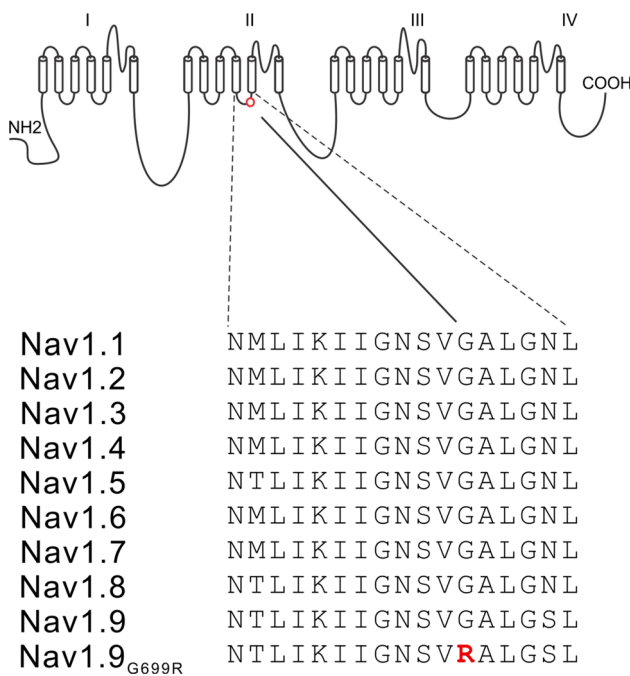 I II III IV
COOH
NH2
Nav1.1 NMLIKIIGNSVGALGNL
Nav1.2 NMLIKIIGNSVGALGNL
Nav1.3 NMLIKIIGNSVGALGNL
Nav1.4 NMLIKIIGNSVGALGNL
Nav1.5 NTLIKIIGNSVGALGNL
Nav1.6 NMLIKIIGNSVGALGNL
Nav1.7 NMLIKIIGNSVGALGNL
Nav1.8 NTLIKIIGNSVGALGNL
Nav1.9 NTLIKIIGNSVGALGSL
Nav1.9G699R NTLIKIIGNSVRALGSL